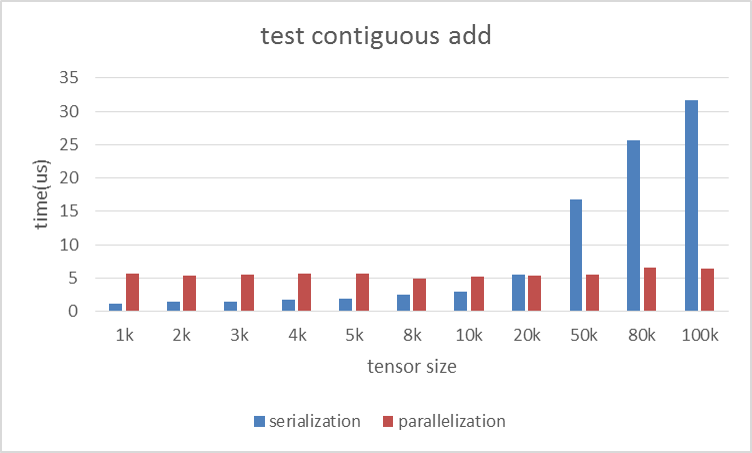 test contiguous add
time(us)
35
30
25
20
15
10
5
0
1k 2k 3k 4k 5k 8k 10k 20k 50k 80k 100k
tensor size
serialization parallelization